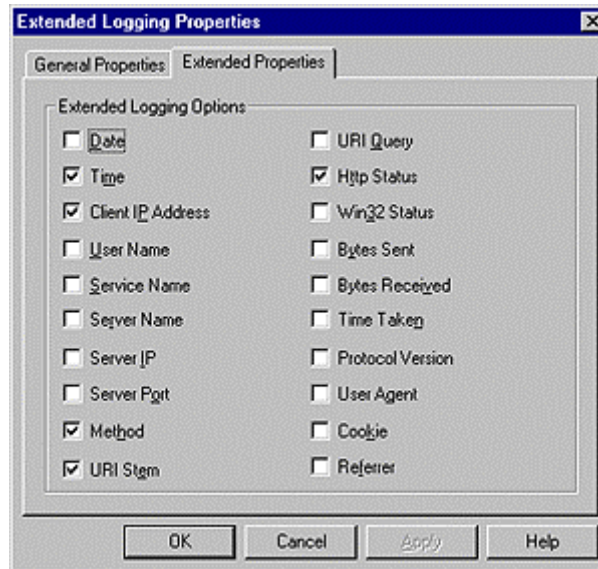 Extended Logging Properties
General Properties
Extended Properties
Extended Logging Options
Date
Time
Client IP Address
User Name
Service Name
Server Name
Server IP
Server Port
Method
URI Stem
URI Query
Http Status
Win32 Status
Bytes Sent
Bytes Received
Time Taken
Protocol Version
User Agent
Cookie
Referrer
OK
Cancel
Apply
Help